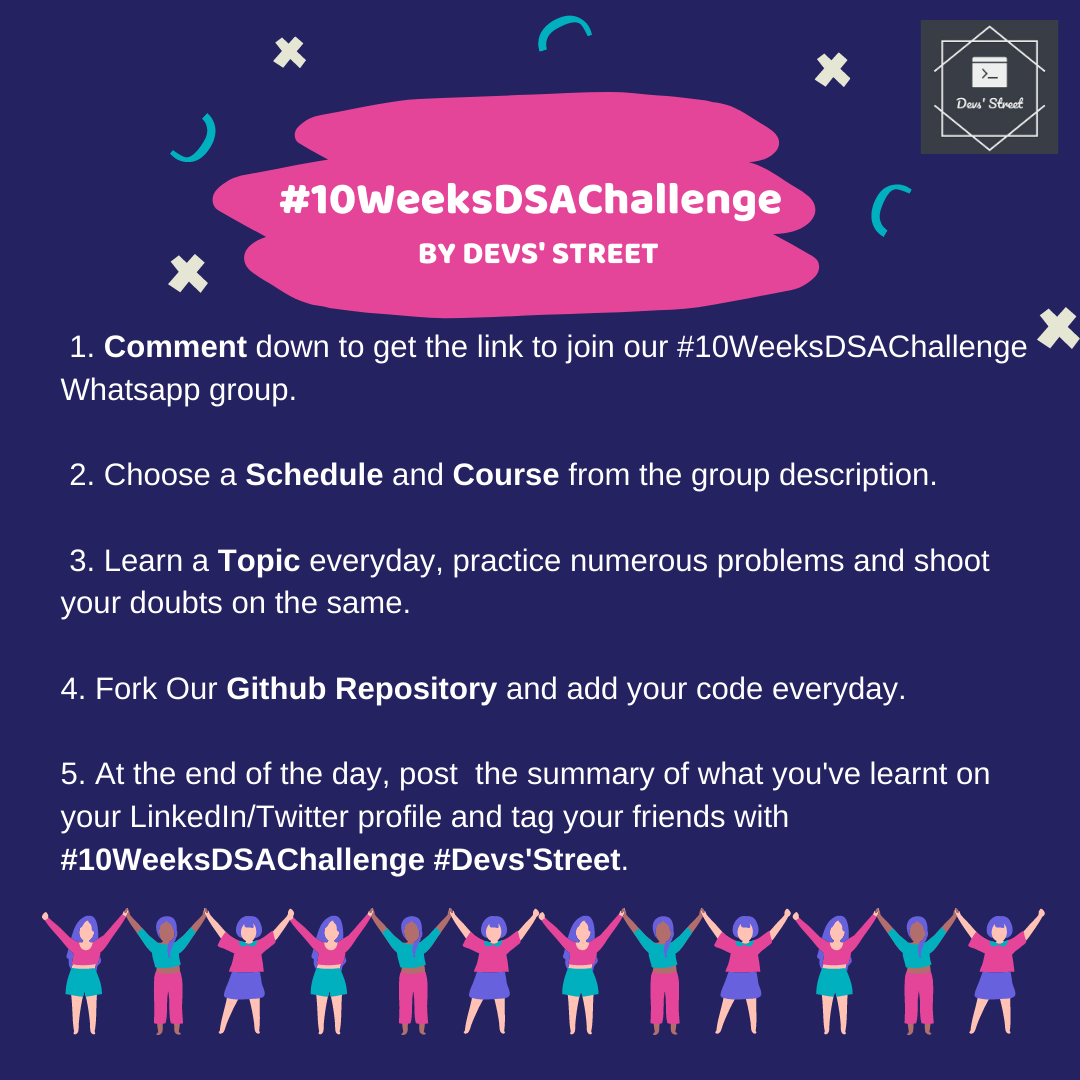 Devs' Street
#10WeeksDSAChallenge
BY DEVS' STREET
1. Comment down to get the link to join our #10WeeksDSAChallenge
Whatsapp group.
2. Choose a Schedule and Course from the group description.
3. Learn a Topic everyday, practice numerous problems and shoot
your doubts on the same.
4. Fork Our Github Repository and add your code everyday.
5. At the end of the day, post  the summary of what you've learnt on
your LinkedIn/Twitter profile and tag your friends with
#10WeeksDSAChallenge #Devs'Street.